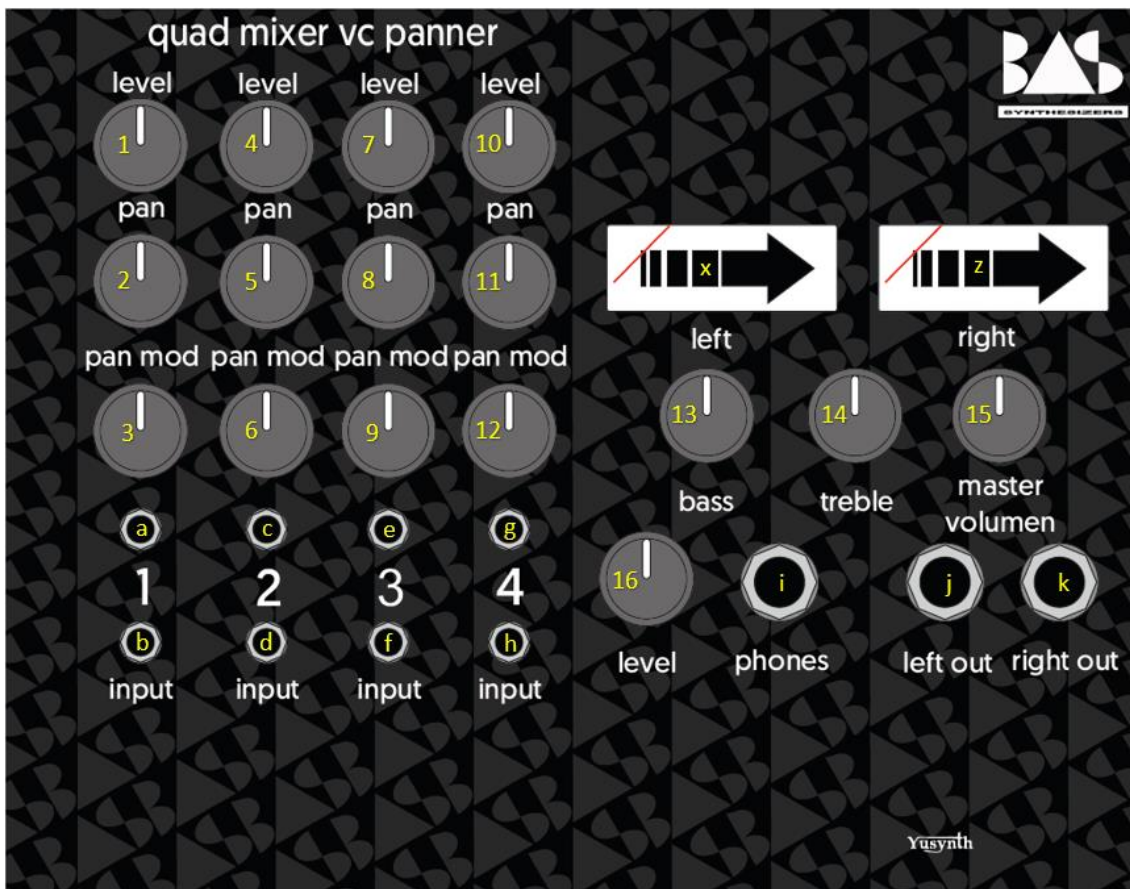 quad mixer vc panner
BAS
SYNTHESIZERS
level level level level
1 4 7 10
pan pan pan pan
2 5 8 11
x z
left right
pan mod pan mod pan mod pan mod
3 6 9 12
13 14 15
bass treble master volumen
a c e g
1 2 3 4
16 i j k
b d f h
level phones left out right out
input input input input
Yusynth